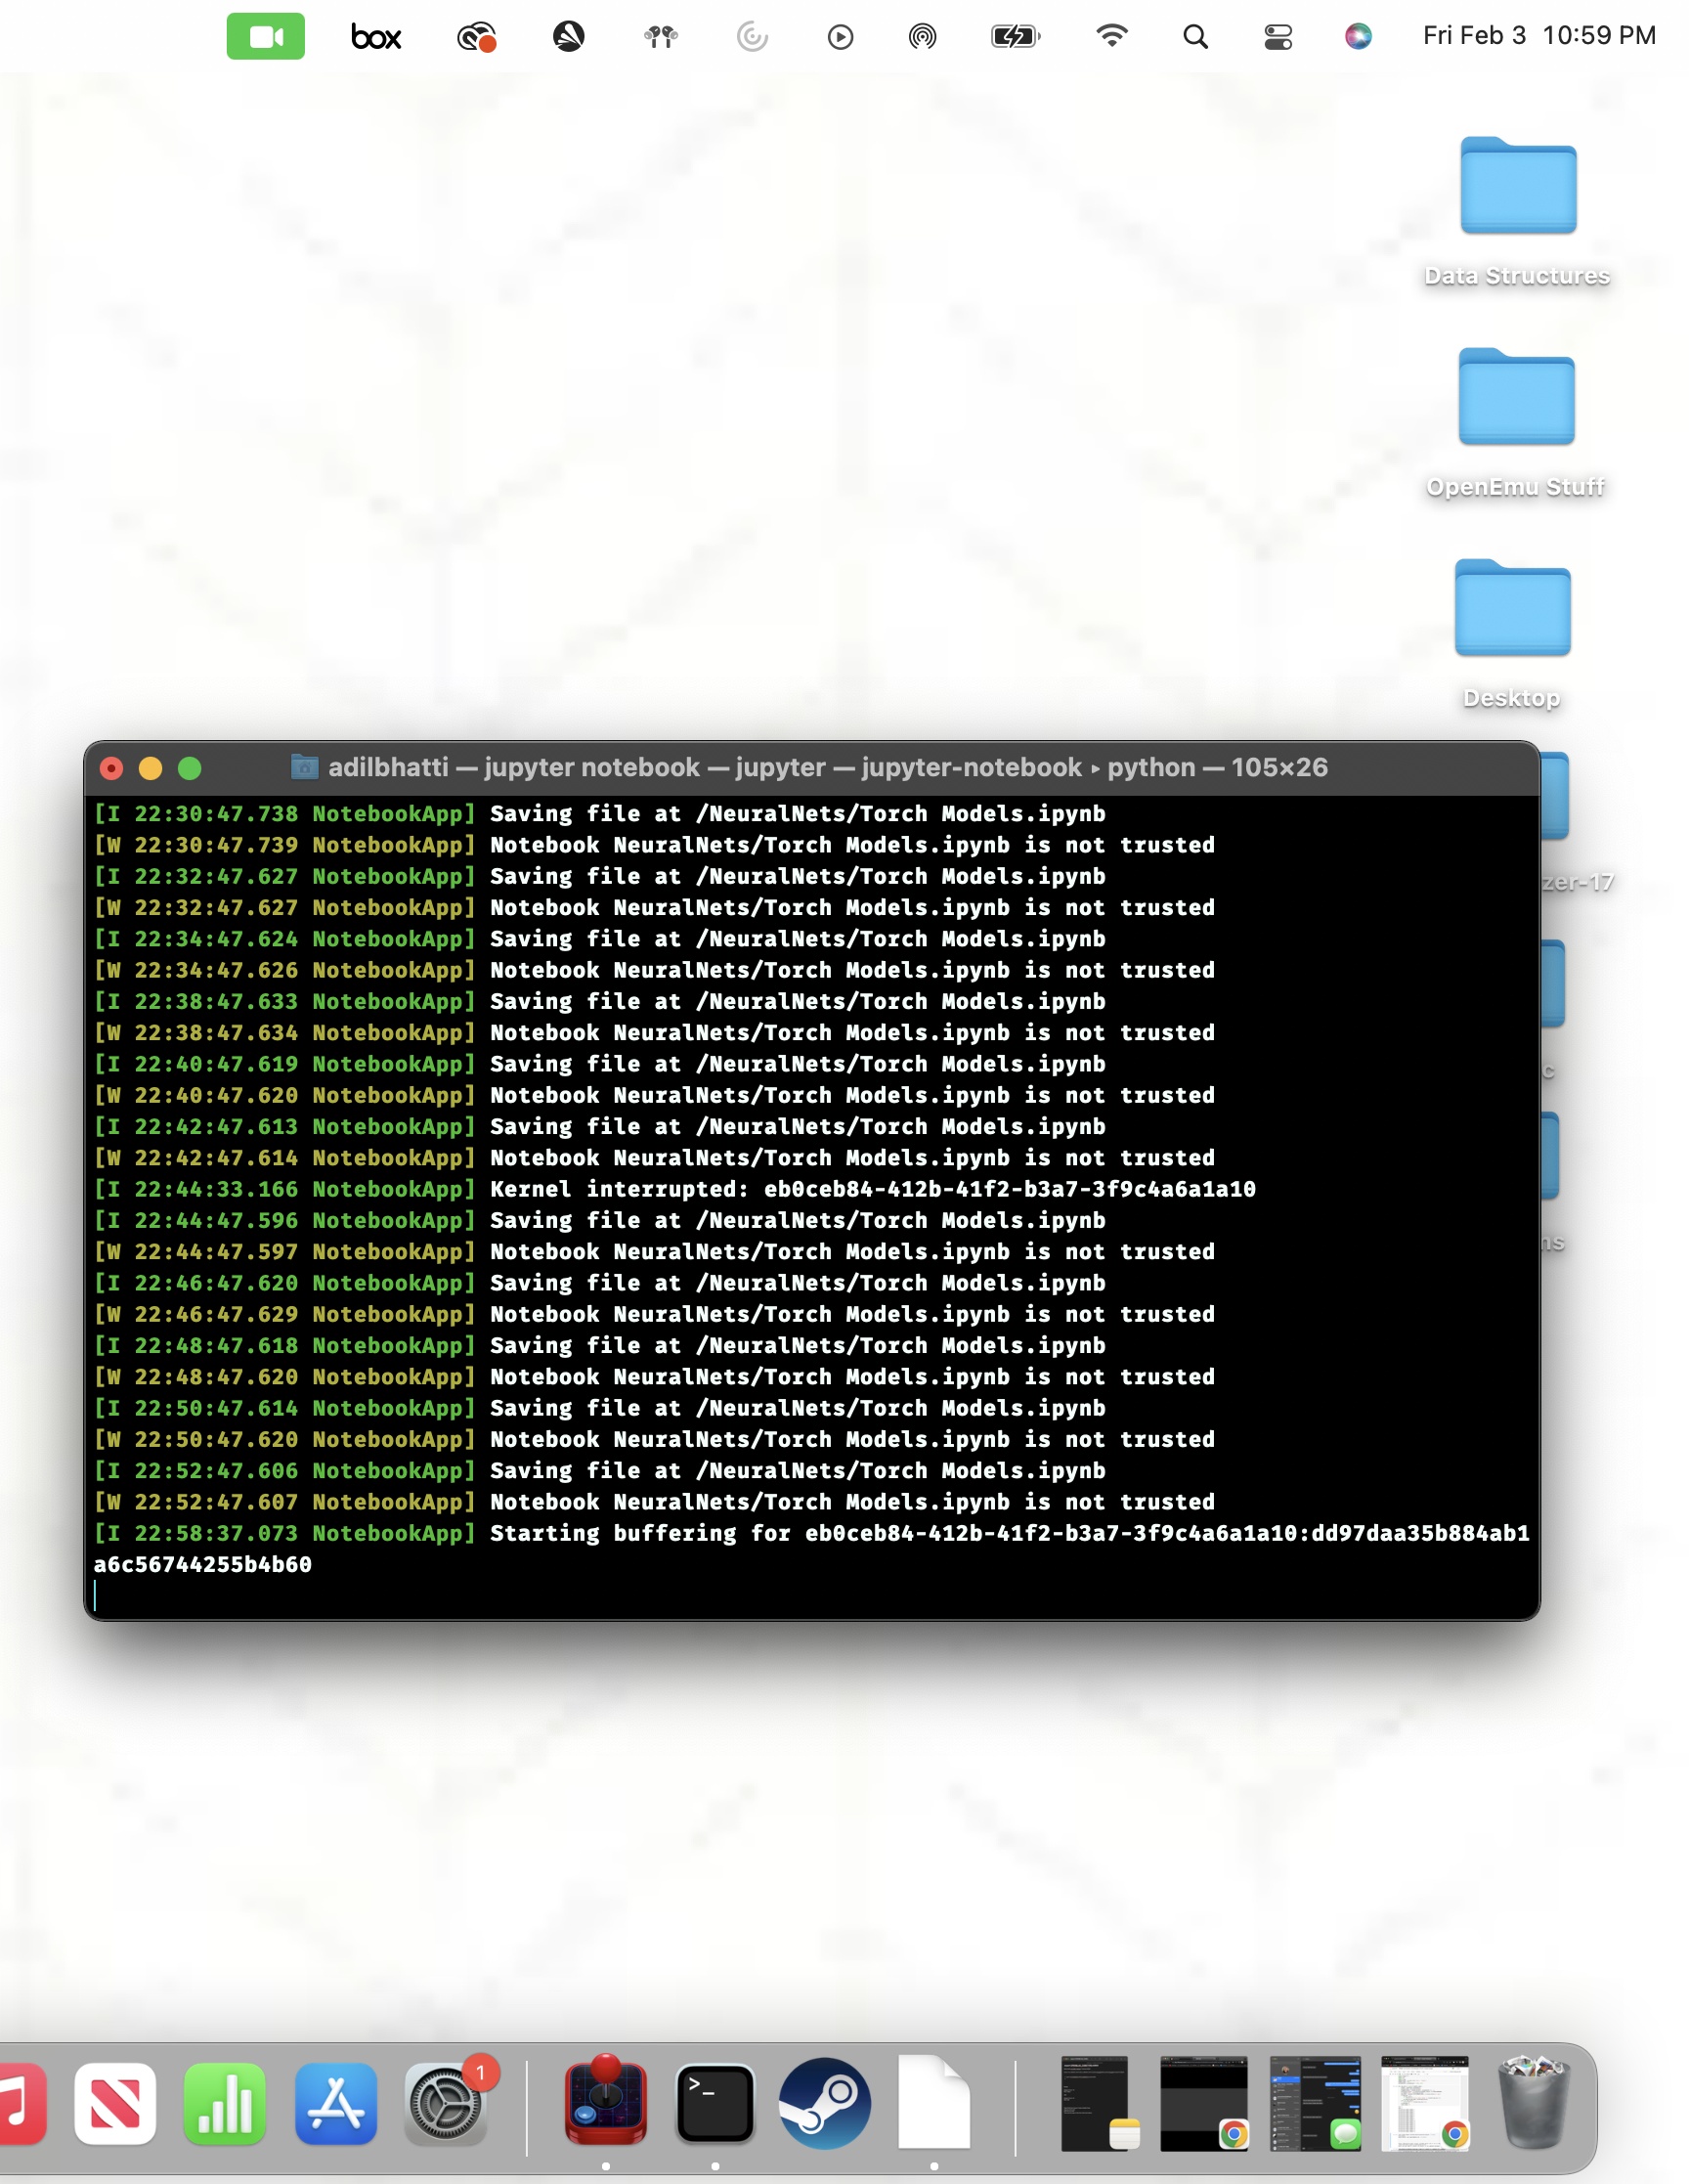 box
Fri Feb 3 10:59 PM
Data Structures
OpenEmu Stuff
Desktop
adilbhatti — jupyter notebook — jupyter — jupyter-notebook ▸ python — 105×26
[I 22:30:47.738 NotebookApp] Saving file at /NeuralNets/Torch Models.ipynb
[W 22:30:47.739 NotebookApp] Notebook NeuralNets/Torch Models.ipynb is not trusted
[I 22:32:47.627 NotebookApp] Saving file at /NeuralNets/Torch Models.ipynb
[W 22:32:47.627 NotebookApp] Notebook NeuralNets/Torch Models.ipynb is not trusted
[I 22:34:47.624 NotebookApp] Saving file at /NeuralNets/Torch Models.ipynb
[W 22:34:47.626 NotebookApp] Notebook NeuralNets/Torch Models.ipynb is not trusted
[I 22:38:47.633 NotebookApp] Saving file at /NeuralNets/Torch Models.ipynb
[W 22:38:47.634 NotebookApp] Notebook NeuralNets/Torch Models.ipynb is not trusted
[I 22:40:47.619 NotebookApp] Saving file at /NeuralNets/Torch Models.ipynb
[W 22:40:47.620 NotebookApp] Notebook NeuralNets/Torch Models.ipynb is not trusted
[I 22:42:47.613 NotebookApp] Saving file at /NeuralNets/Torch Models.ipynb
[W 22:42:47.614 NotebookApp] Notebook NeuralNets/Torch Models.ipynb is not trusted
[I 22:44:33.166 NotebookApp] Kernel interrupted: eb0ceb84-412b-41f2-b3a7-3f9c4a6a1a10
[I 22:44:47.596 NotebookApp] Saving file at /NeuralNets/Torch Models.ipynb
[W 22:44:47.597 NotebookApp] Notebook NeuralNets/Torch Models.ipynb is not trusted
[I 22:46:47.620 NotebookApp] Saving file at /NeuralNets/Torch Models.ipynb
[W 22:46:47.629 NotebookApp] Notebook NeuralNets/Torch Models.ipynb is not trusted
[I 22:48:47.618 NotebookApp] Saving file at /NeuralNets/Torch Models.ipynb
[W 22:48:47.620 NotebookApp] Notebook NeuralNets/Torch Models.ipynb is not trusted
[I 22:50:47.614 NotebookApp] Saving file at /NeuralNets/Torch Models.ipynb
[W 22:50:47.620 NotebookApp] Notebook NeuralNets/Torch Models.ipynb is not trusted
[I 22:52:47.606 NotebookApp] Saving file at /NeuralNets/Torch Models.ipynb
[W 22:52:47.607 NotebookApp] Notebook NeuralNets/Torch Models.ipynb is not trusted
[I 22:58:37.073 NotebookApp] Starting buffering for eb0ceb84-412b-41f2-b3a7-3f9c4a6a1a10:dd97daa35b884ab1
a6c56744255b4b60
zer-17
c
ns
1
>_